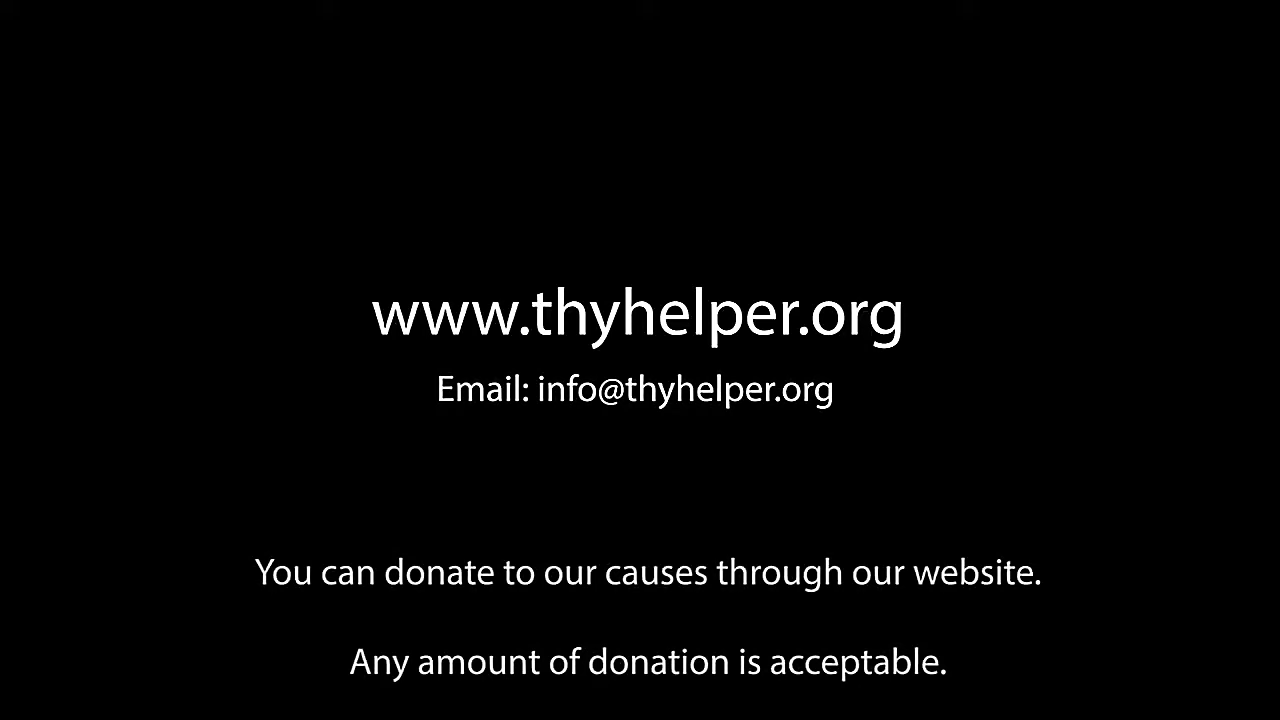 www.thyhelper.org
Email: info@thyhelper.org
You can donate to our causes through our website.
Any amount of donation is acceptable.